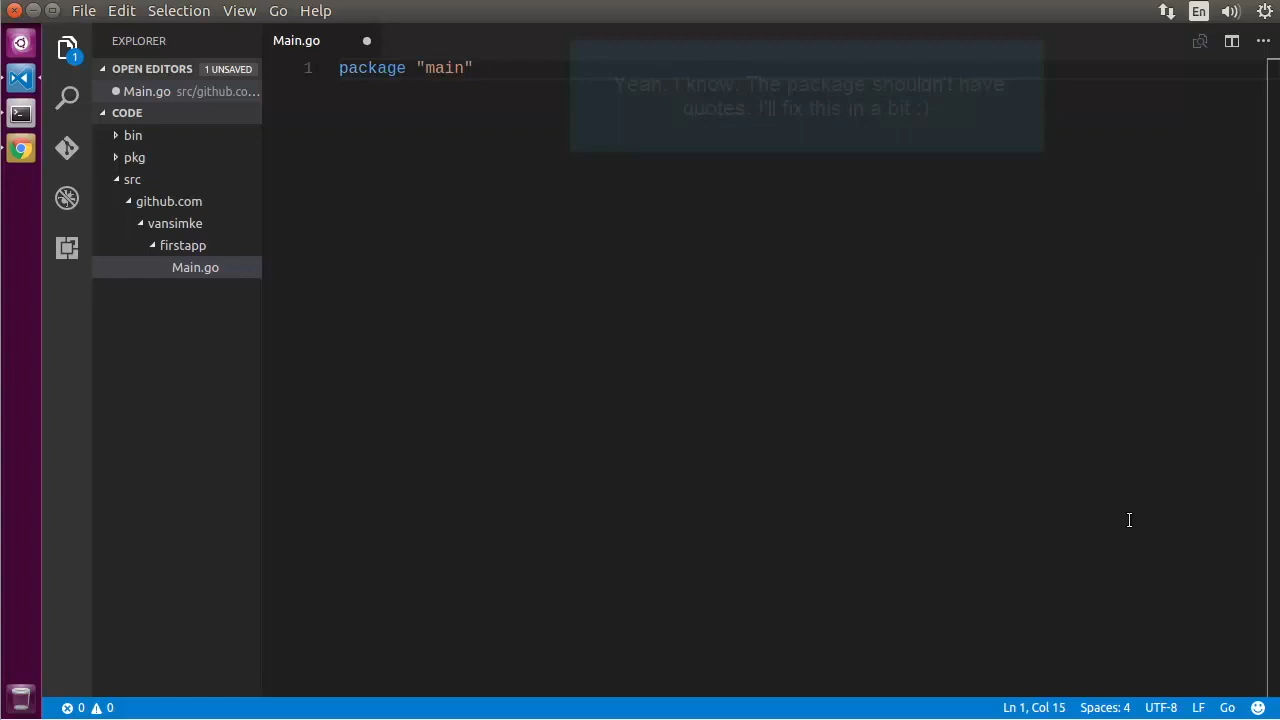 File Edit Selection View Go Help
En
EXPLORER
OPEN EDITORS 1 UNSAVED
Main.go src/github.co...
CODE
bin
pkg
src
github.com
vansimke
firstapp
Main.go
1
Main.go
1 package "main"
Yeah, I know. The package shouldn't have
quotes. I'll fix this in a bit :)
0 0
Ln 1, Col 15 Spaces: 4 UTF-8 LF Go